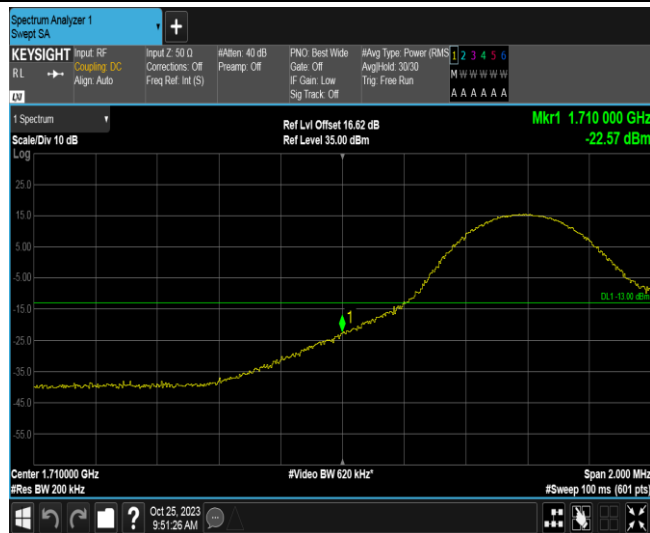 Spectrum Analyzer 1
Swept SA
+
KEYSIGHT
RL
Input: RF
Coupling: DC
Align: Auto
Input Z: 50 Ω
Corrections: Off
Freq Ref: Int (S)
#Atten: 40 dB
Preamp: Off
PNO: Best Wide
Gate: Off
IF Gain: Low
Sig Track: Off
#Avg Type: Power (RMS
Avg|Hold: 30/30
Trig: Free Run
1 2 3 4 5 6
M W W W W W
A A A A A A
LXI
1 Spectrum
Scale/Div 10 dB
Ref Lvl Offset 16.62 dB
Ref Level 35.00 dBm
Mkr1 1.710 000 GHz
-22.57 dBm
Log
25.0
15.0
5.00
-5.00
-15.0
-25.0
-35.0
-45.0
-55.0
1
DL1 -13.00 dBm
Center 1.710000 GHz
#Video BW 620 kHz*
Span 2.000 MHz
#Res BW 200 kHz
#Sweep 100 ms (601 pts)
?
Oct 25, 2023
9:51:26 AM